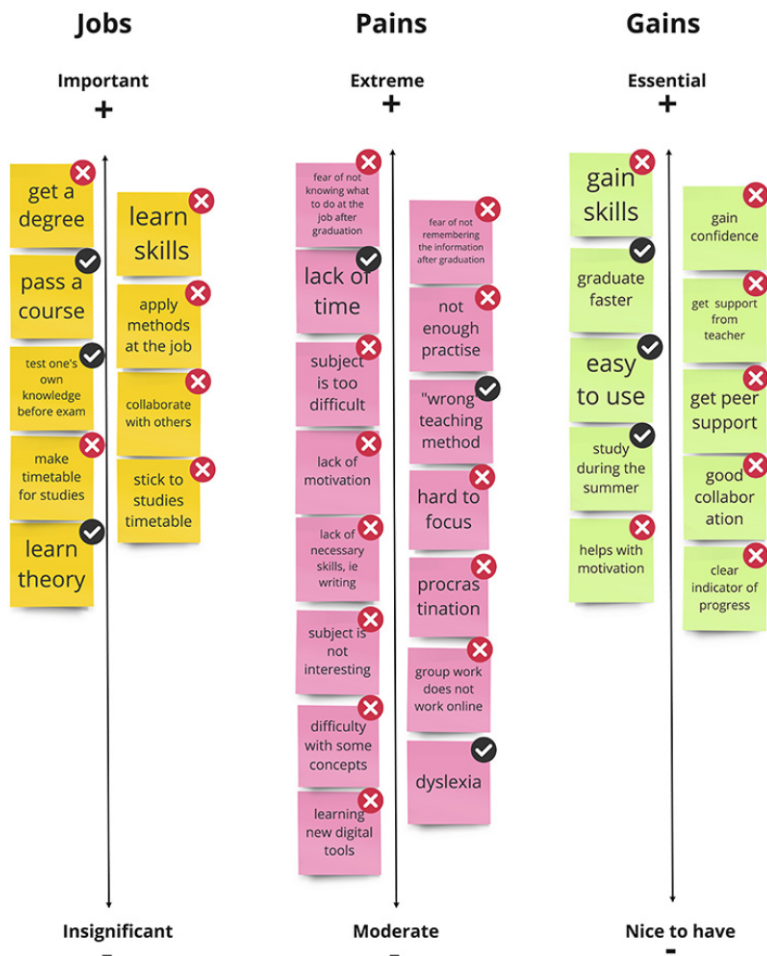 Jobs
Important
+
get a
degree
pass a
course
test one's
own
knowledge
before exam
make
timetable
for studies
learn
theory
learn
skills
apply
methods
at the job
collaborate
with others
stick to
studies
timetable
Insignificant
-
Pains
Extreme
+
fear of not
knowing what
to do at the
job after
graduation
lack of
time
subject
is too
difficult
lack of
motivation
lack of
necessary
skills, ie
writing
subject is
not
interesting
difficulty
with some
concepts
learning
new digital
tools
fear of not
remembering
the information
after graduation
not
enough
practise
"wrong
teaching
method
hard to
focus
procras
tination
group work
does not
work online
dyslexia
Moderate
-
Gains
Essential
+
gain
skills
graduate
faster
easy
to use
study
during the
summer
helps with
motivation
gain
confidence
get support
from
teacher
get peer
support
good
collabor
ation
clear
indicator of
progress
Nice to have
-